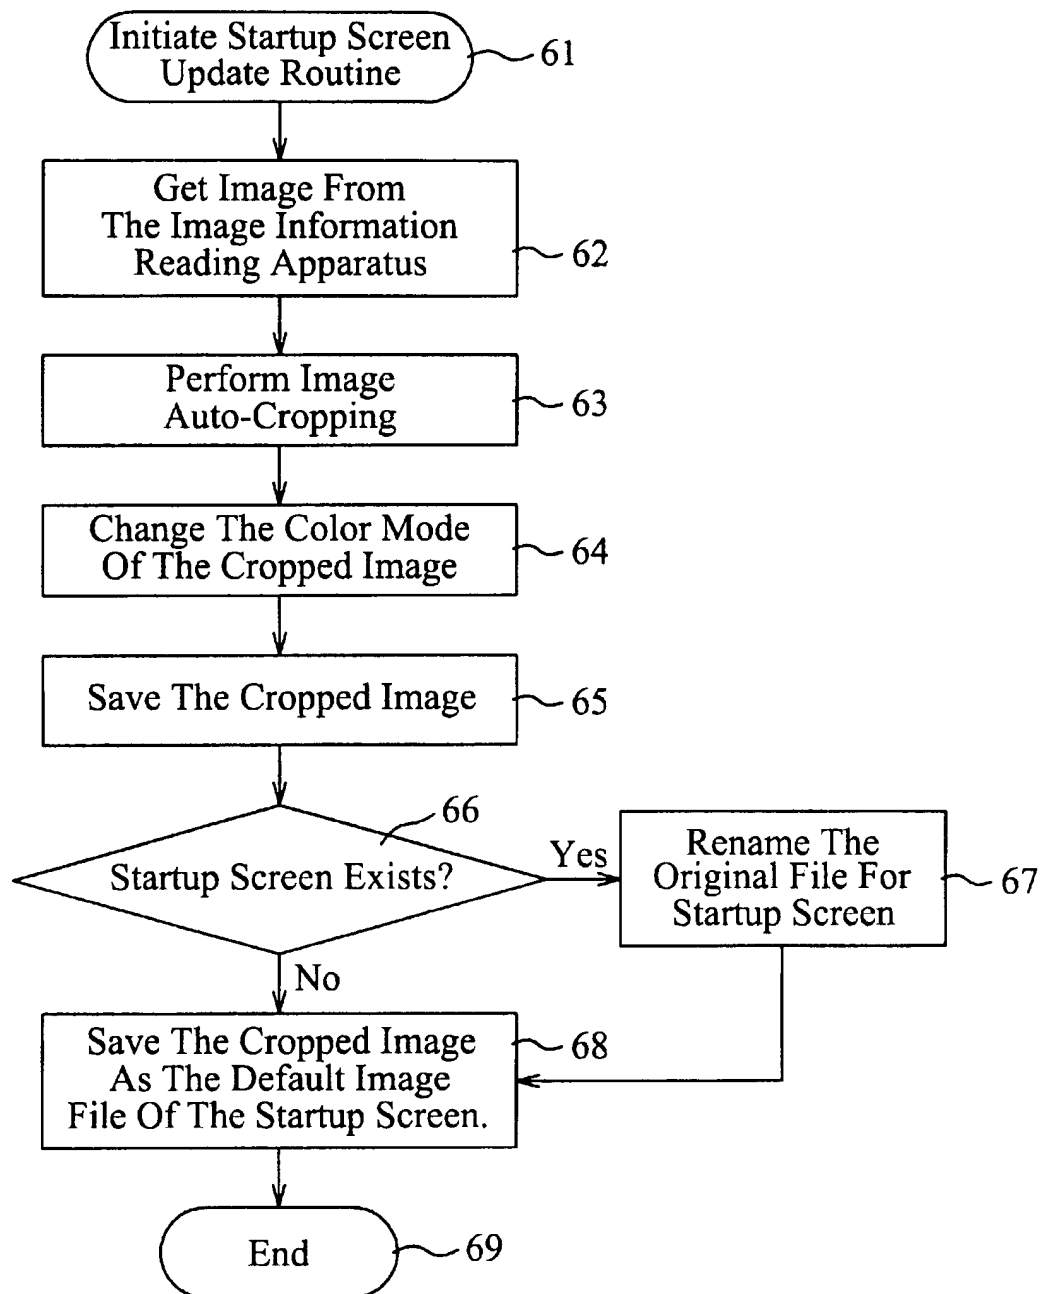 Initiate Startup Screen
Update Routine
61
Get Image From
The Image Information
Reading Apparatus
62
Perform Image
Auto-Cropping
63
Change The Color Mode
Of The Cropped Image
64
Save The Cropped Image
65
66
Startup Screen Exists?
Yes
Rename The
Original File For
Startup Screen
67
No
Save The Cropped Image
As The Default Image
File Of The Startup Screen.
68
End
69